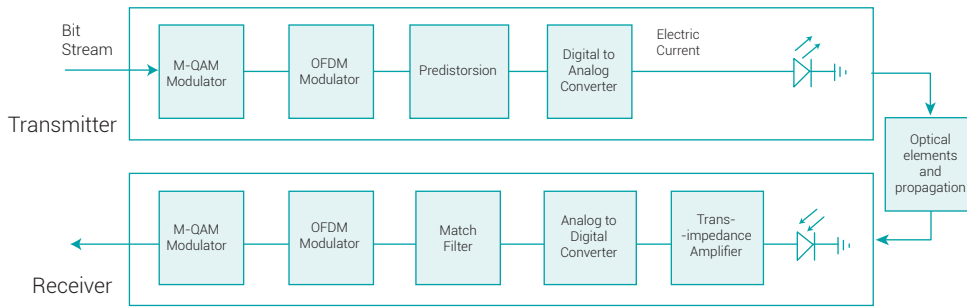 Bit
Stream
M-QAM
Modulator
OFDM
Modulator
Predistorsion
Digital to
Analog
Converter
Electric
Current
Transmitter
Optical
elements
and
propagation
M-QAM
Modulator
OFDM
Modulator
Match
Filter
Analog to
Digital
Converter
Trans-
-impedance
Amplifier
Receiver